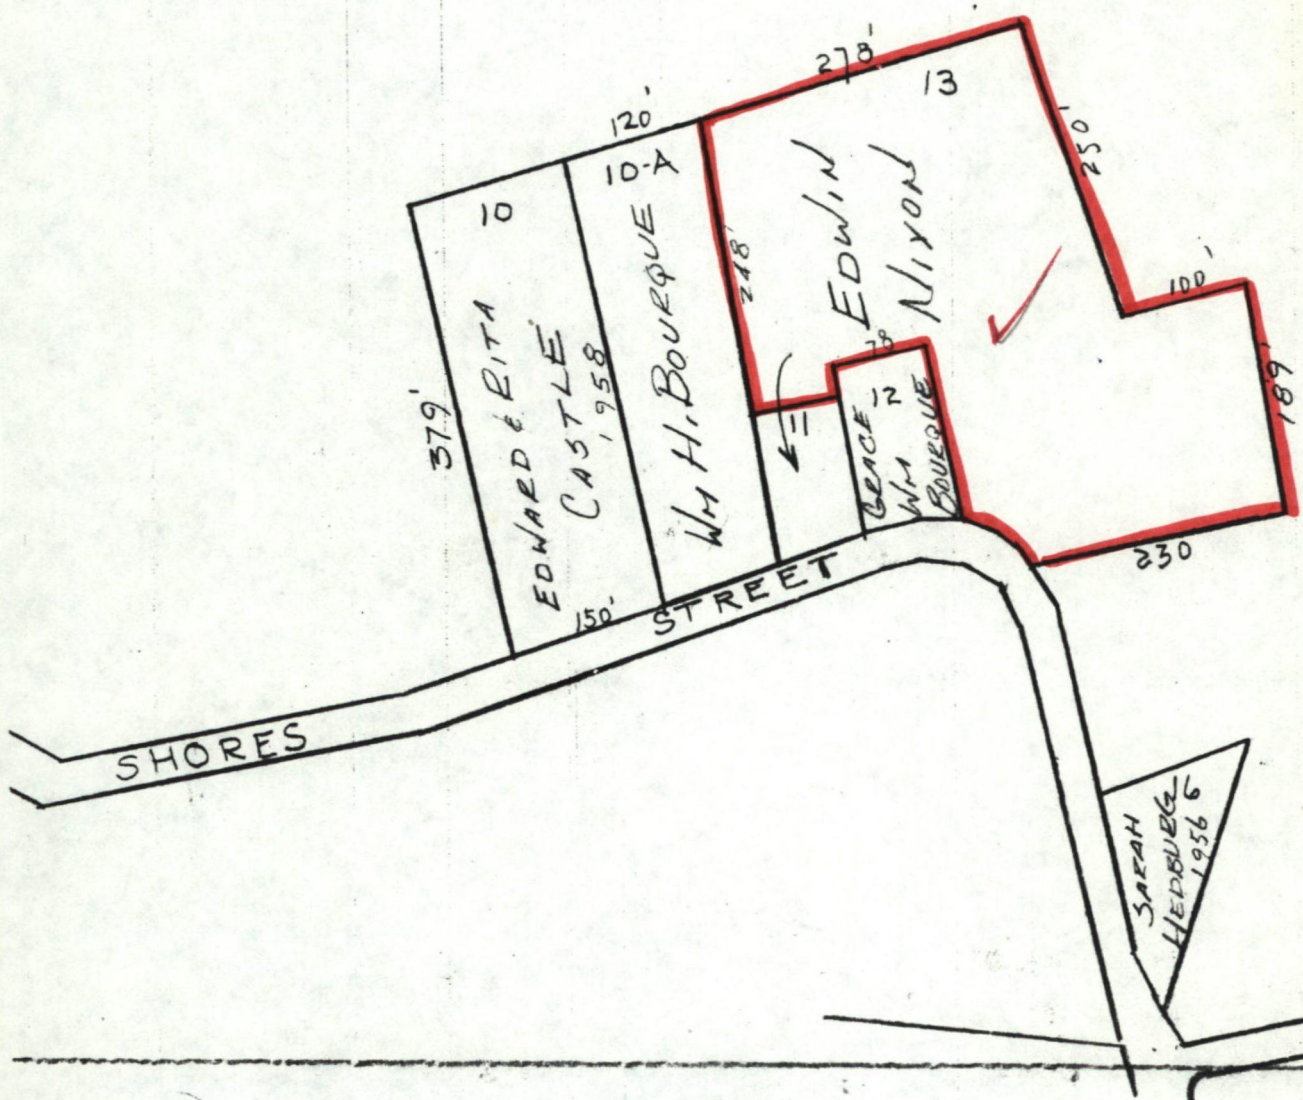 278'
13
120'
10-A
10
EDWIN
NIXON
250'
100'
189'
248'
379'
EDWARD & RITA
CASTLE
1958
WM H. BOURQUE
78
12
11
GRACE
WM
BOURQUE
230
150'
SHORES STREET
SARAH
HEDBURG
1956 6